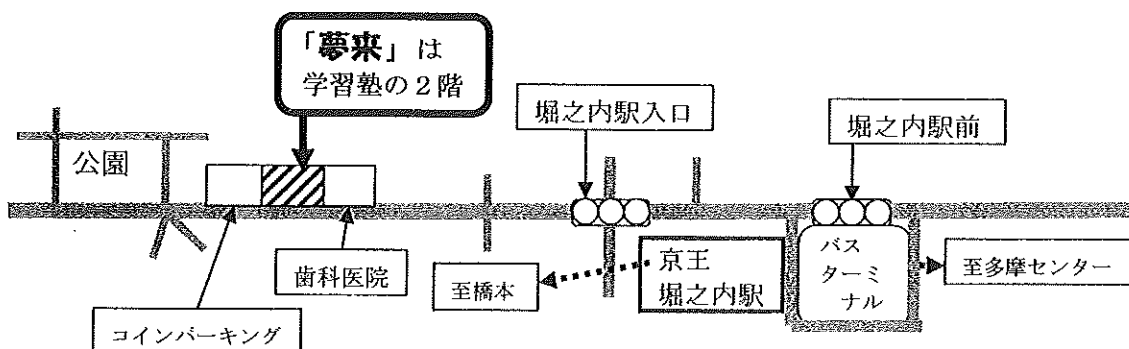 「夢来」は
学習塾の2階
堀之内駅入口
堀之内駅前
公園
歯科医院
コインパーキング
至橋本
京王
堀之内駅
バス
ターミ
ナル
至多摩センター